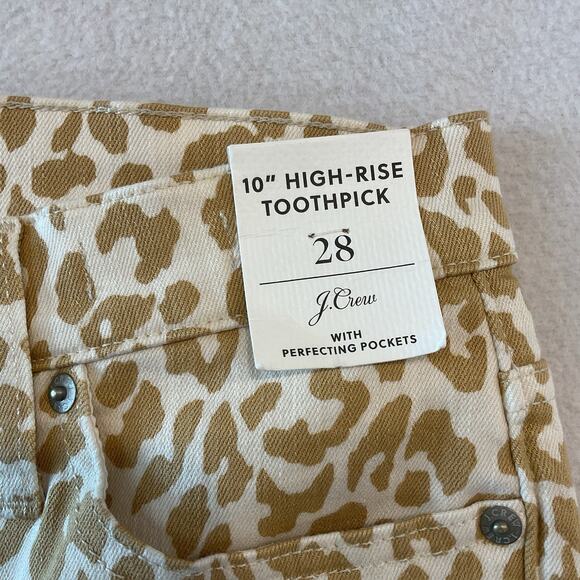 10" HIGH-RISE
TOOTHPICK
28
J.Crew
WITH
PERFECTING POCKETS